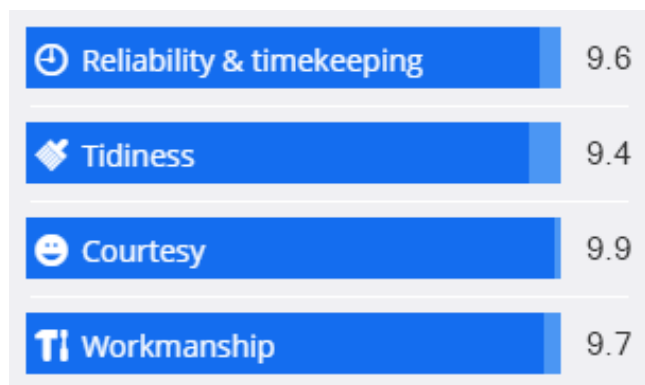 Reliability & timekeeping 9.6
Tidiness 9.4
Courtesy 9.9
Workmanship 9.7